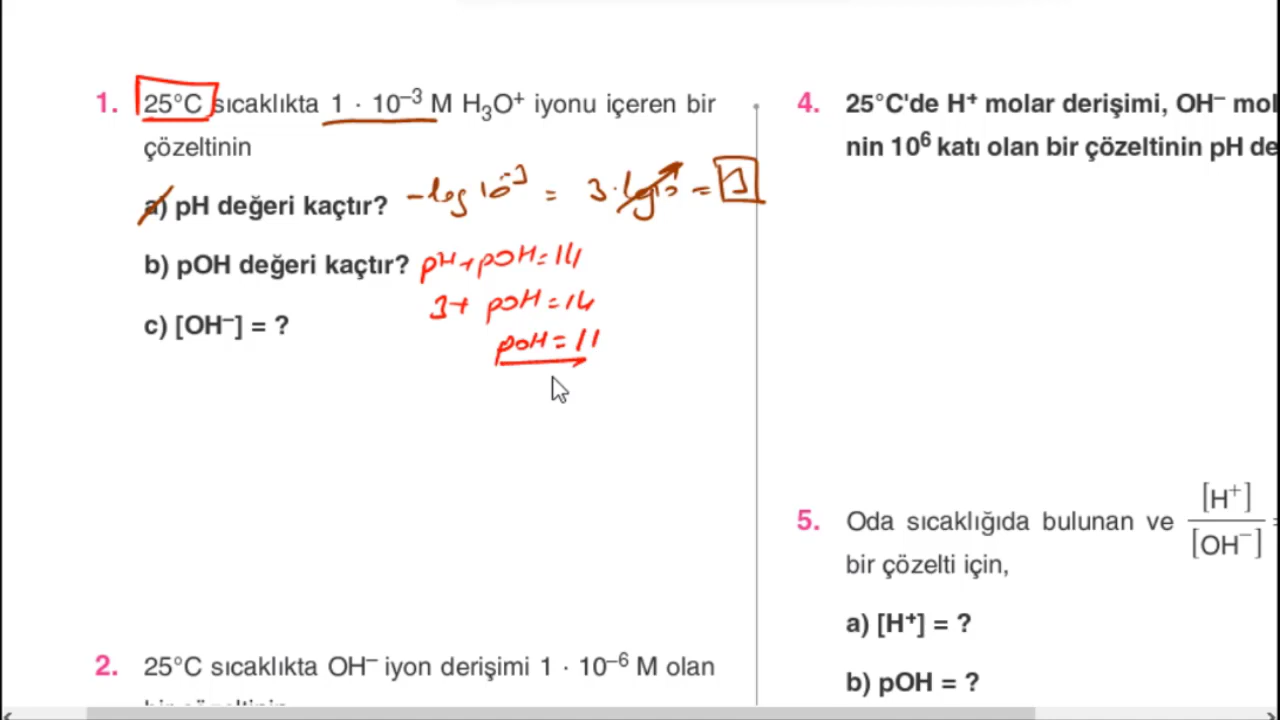 1. 25°C sıcaklıkta 1 · 10⁻³ M H₃O⁺ iyonu içeren bir
çözeltinin
a) pH değeri kaçtır? -log 10⁻³ = 3 · log10 = 3
b) pOH değeri kaçtır? pH + pOH = 14
3 + pOH = 14
c) [OH⁻] = ?
pOH = 11
2. 25°C sıcaklıkta OH⁻ iyon derişimi 1 · 10⁻⁶ M olan
4. 25°C'de H⁺ molar derişimi, OH⁻ mol
nin 10⁶ katı olan bir çözeltinin pH de
5. Oda sıcaklığıda bulunan ve [H⁺] / [OH⁻] =
bir çözelti için,
a) [H⁺] = ?
b) pOH = ?